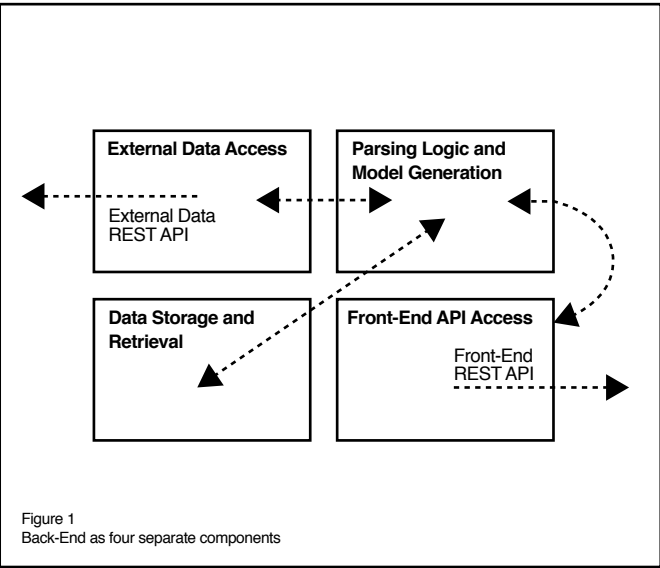 External Data Access
External Data
REST API
Parsing Logic and
Model Generation
Data Storage and
Retrieval
Front-End API Access
Front-End
REST API
Figure 1
Back-End as four separate components